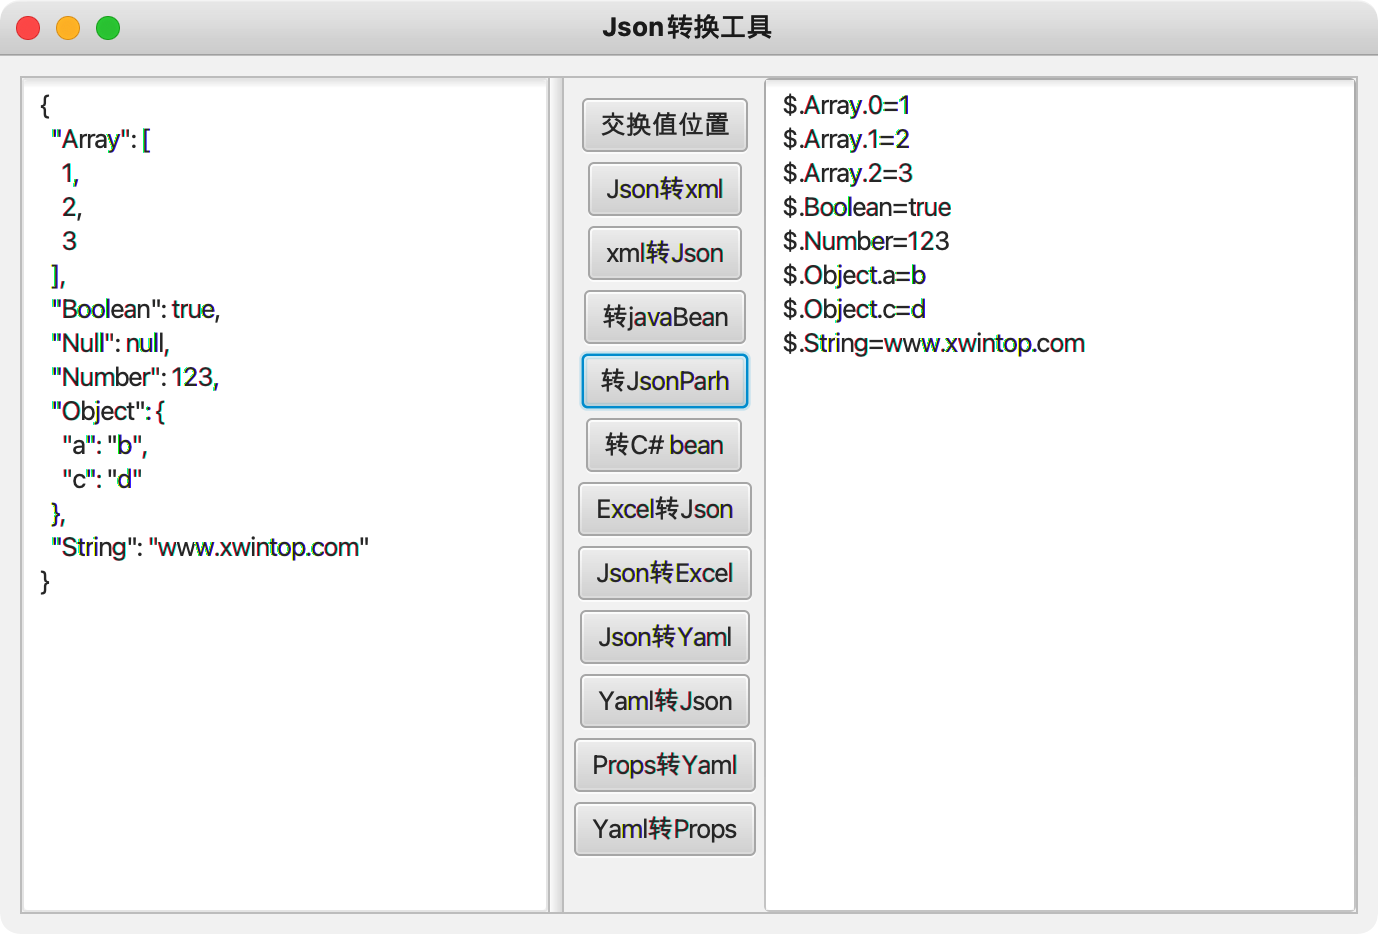 Json转换工具
{
  "Array": [
    1,
    2,
    3
  ],
  "Boolean": true,
  "Null": null,
  "Number": 123,
  "Object": {
    "a": "b",
    "c": "d"
  },
  "String": "www.xwintop.com"
}
交换值位置
Json转xml
xml转Json
转javaBean
转JsonParh
转C# bean
Excel转Json
Json转Excel
Json转Yaml
Yaml转Json
Props转Yaml
Yaml转Props
$.Array.0=1
$.Array.1=2
$.Array.2=3
$.Boolean=true
$.Number=123
$.Object.a=b
$.Object.c=d
$.String=www.xwintop.com